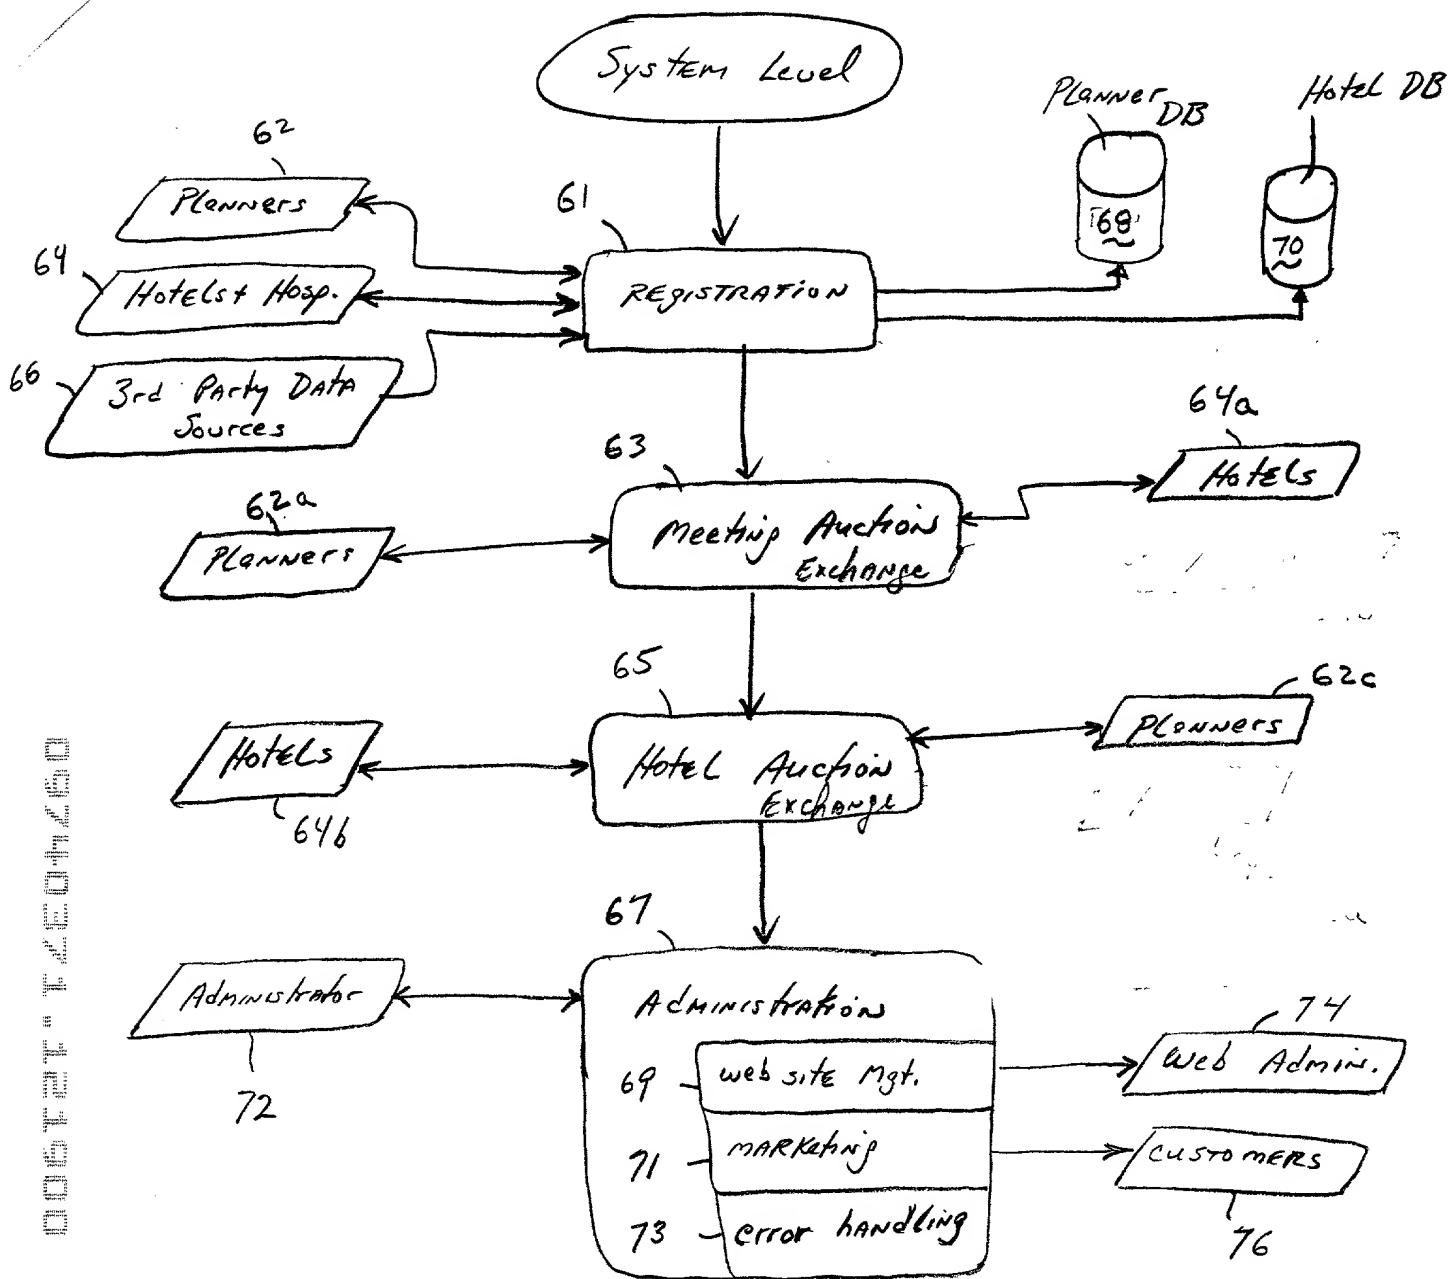 System Level
Planner DB
Hotel DB
62
Planners
61
68
70
64
Hotels + Hosp.
REGISTRATION
66
3rd Party Data
Sources
64a
Hotels
63
62a
Planners
Meeting Auction
Exchange
65
62c
Planners
Hotels
64b
Hotel Auction
Exchange
67
Administrator
72
Administration
74
Web Admin.
69
web site Mgt.
71
marketing
CUSTOMERS
76
73
error handling